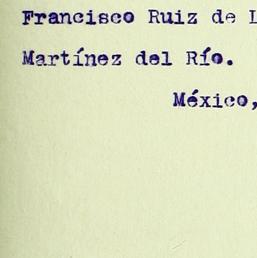 Francisco Ruiz de
Martínez del Río.
México,